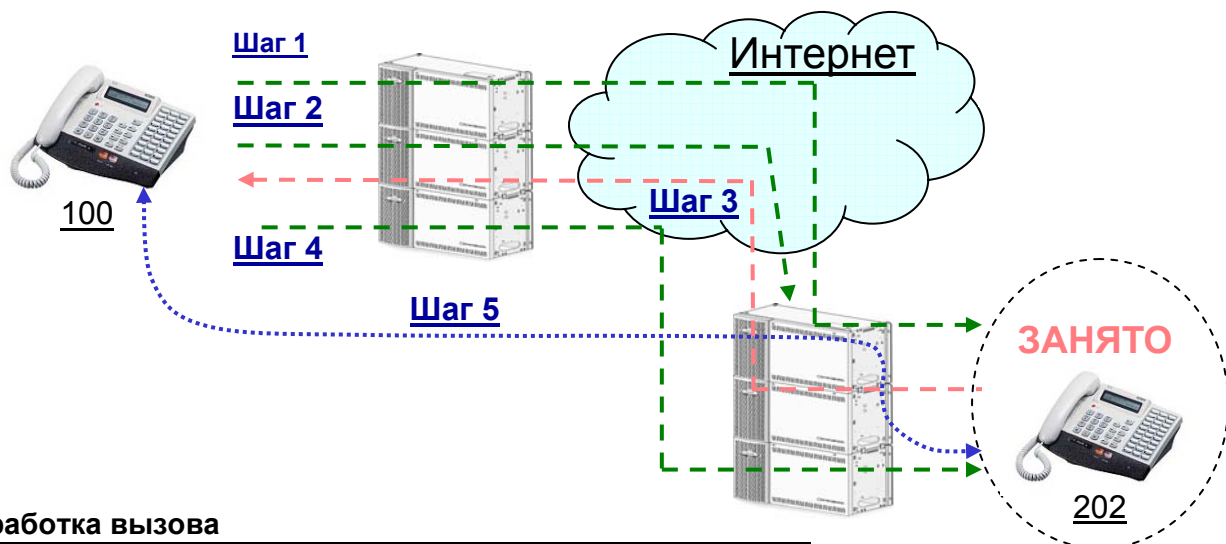 Шаг 1
Интернет
Шаг 2
Шаг 3
100
Шаг 4
Шаг 5
ЗАНЯТО
202
работка вызова